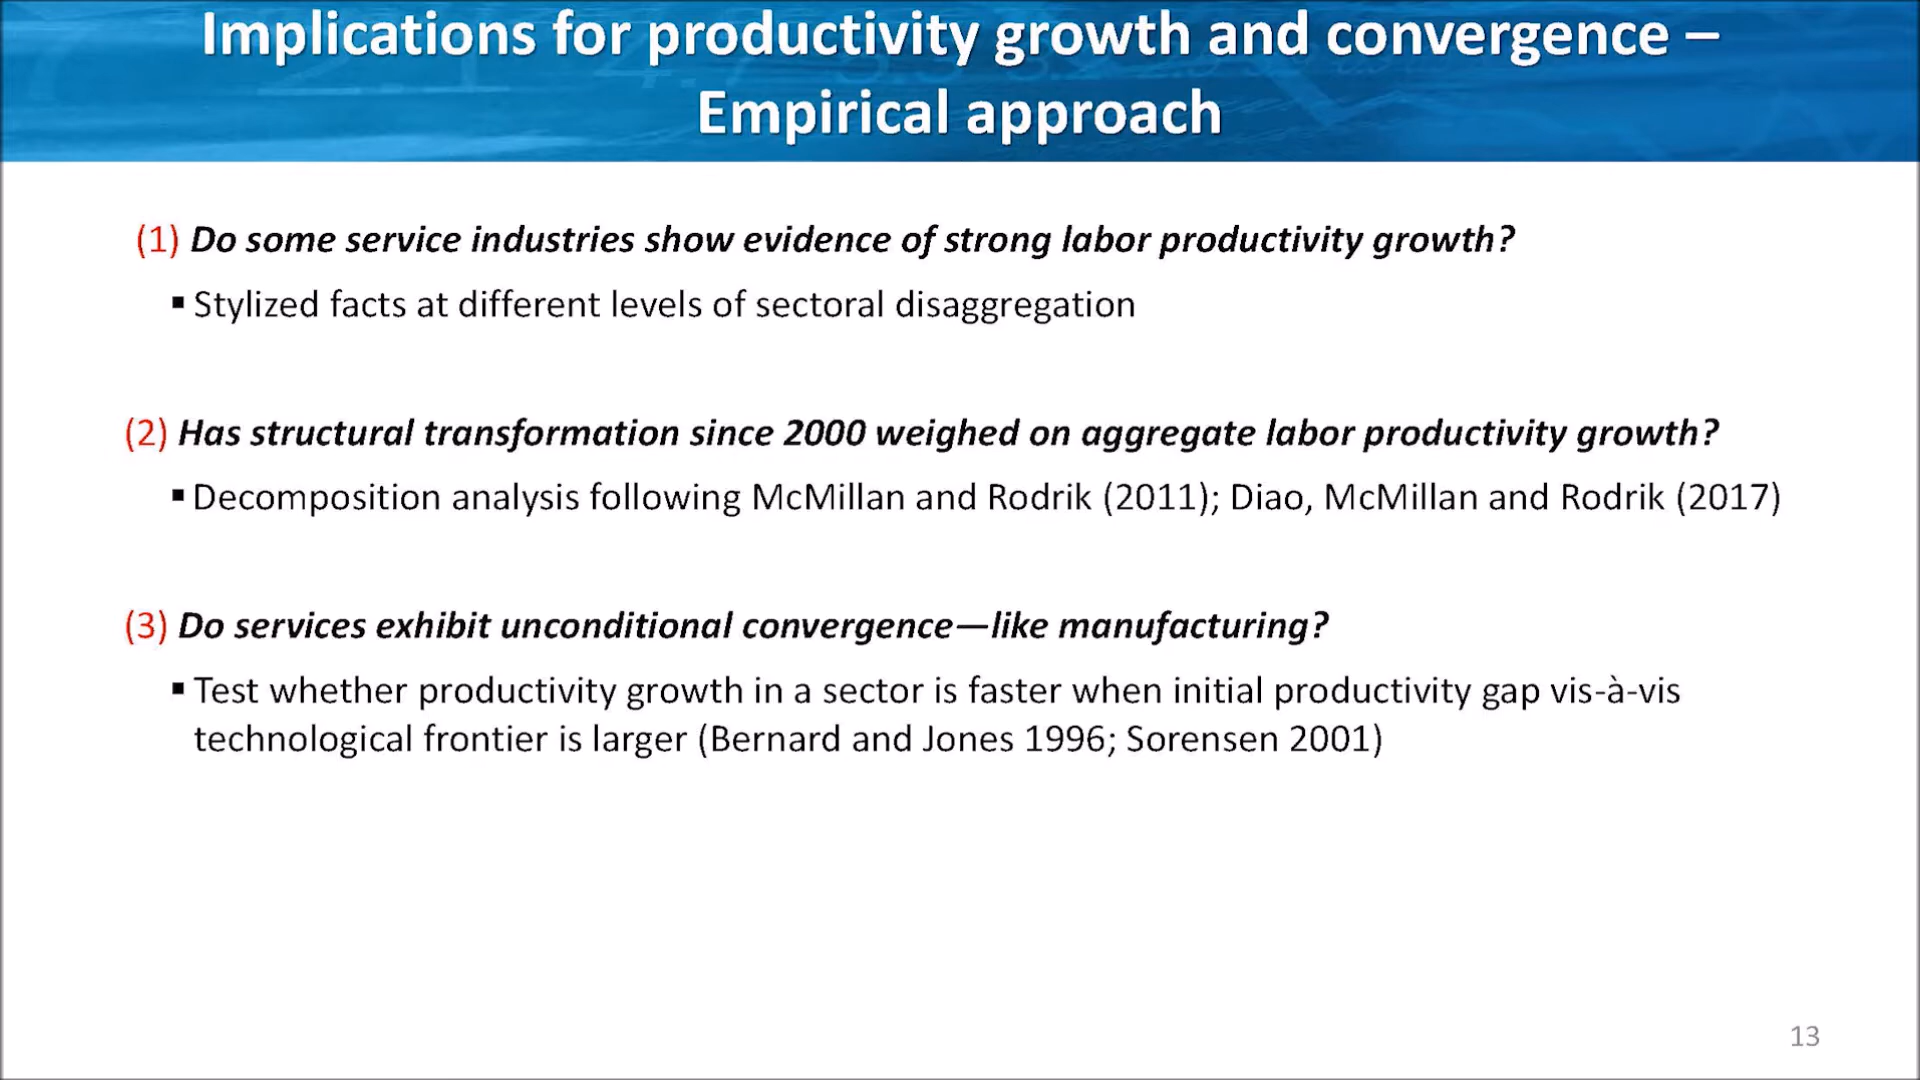 Implications for productivity growth and convergence –
Empirical approach
(1) Do some service industries show evidence of strong labor productivity growth?
▪ Stylized facts at different levels of sectoral disaggregation
(2) Has structural transformation since 2000 weighed on aggregate labor productivity growth?
▪ Decomposition analysis following McMillan and Rodrik (2011); Diao, McMillan and Rodrik (2017)
(3) Do services exhibit unconditional convergence—like manufacturing?
▪ Test whether productivity growth in a sector is faster when initial productivity gap vis-à-vis
technological frontier is larger (Bernard and Jones 1996; Sorensen 2001)
13